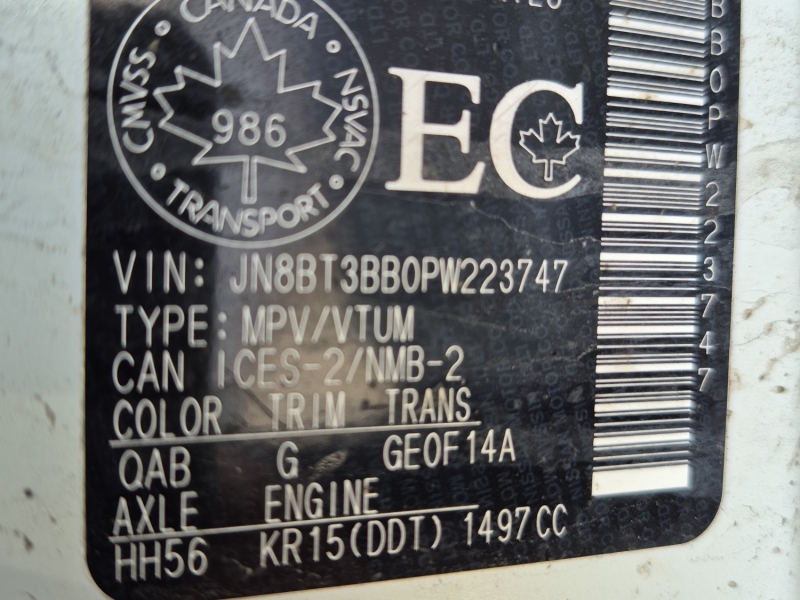 CANADA
CMVSS
NSVAC
986
TRANSPORT
EC
VIN: JN8BT3BB0PW223747
TYPE: MPV/VTUM
CAN ICES-2/NMB-2
COLOR TRIM TRANS
QAB G GE0F14A
AXLE ENGINE
HH56 KR15(DDT) 1497CC
BB0PW223747